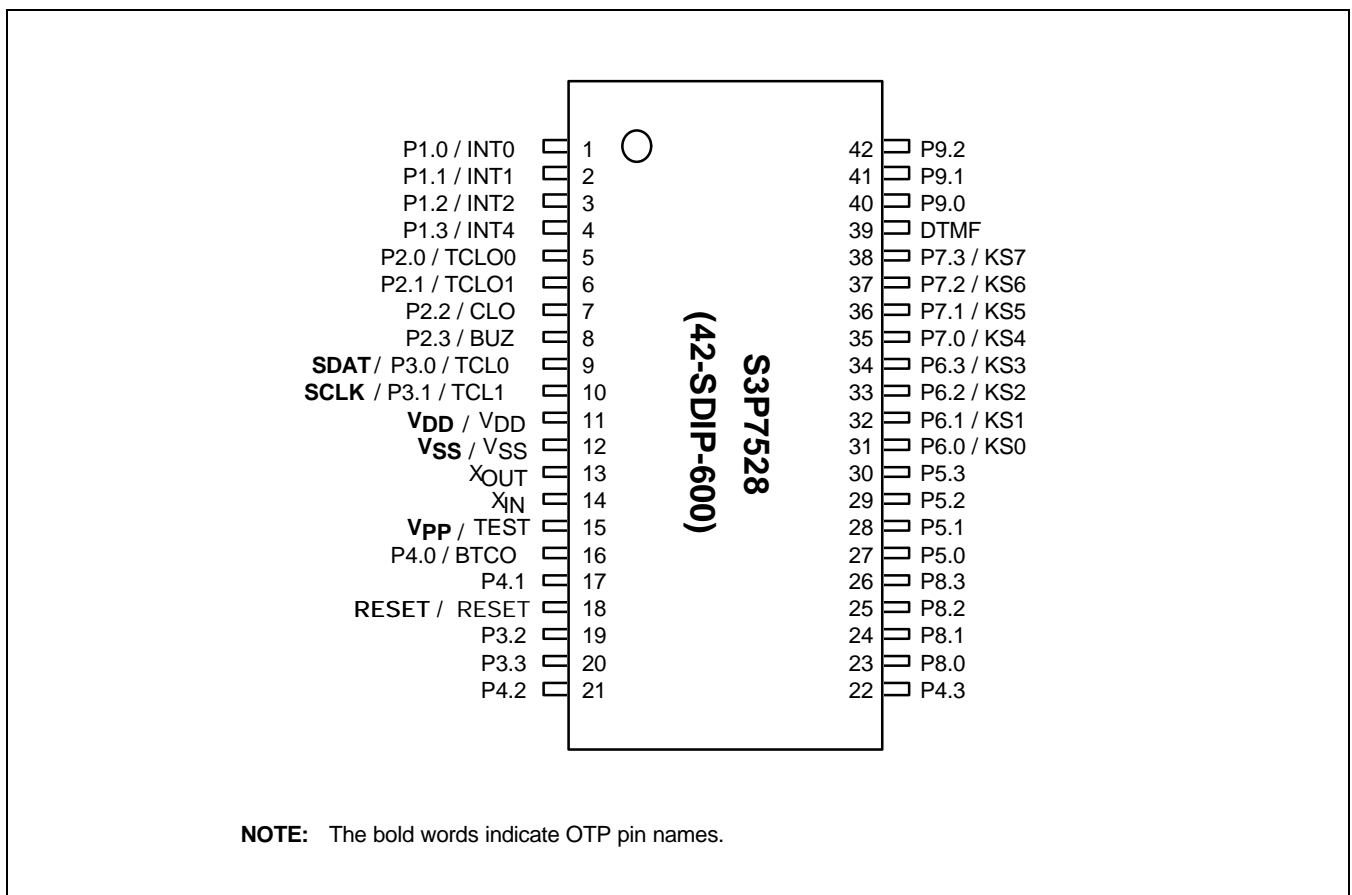 P1.0 / INT0 1 42 P9.2
P1.1 / INT1 2 41 P9.1
P1.2 / INT2 3 40 P9.0
P1.3 / INT4 4 39 DTMF
P2.0 / TCLO0 5 38 P7.3 / KS7
P2.1 / TCLO1 6 37 P7.2 / KS6
P2.2 / CLO 7 36 P7.1 / KS5
P2.3 / BUZ 8 35 P7.0 / KS4
SDAT / P3.0 / TCL0 9 34 P6.3 / KS3
SCLK / P3.1 / TCL1 10 33 P6.2 / KS2
VDD / VDD 11 32 P6.1 / KS1
VSS / VSS 12 31 P6.0 / KS0
XOUT 13 30 P5.3
XIN 14 29 P5.2
VPP / TEST 15 28 P5.1
P4.0 / BTCO 16 27 P5.0
P4.1 17 26 P8.3
RESET / RESET 18 25 P8.2
P3.2 19 24 P8.1
P3.3 20 23 P8.0
P4.2 21 22 P4.3
S3P7528
(42-SDIP-600)
NOTE: The bold words indicate OTP pin names.